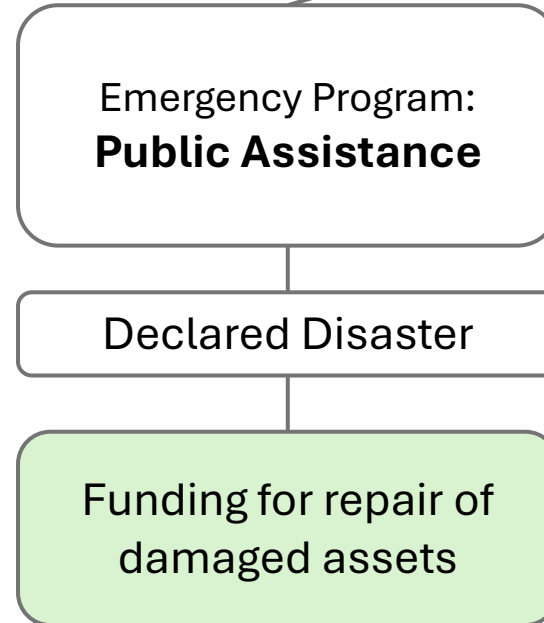 Emergency Program:
Public Assistance
Declared Disaster
Funding for repair of
damaged assets